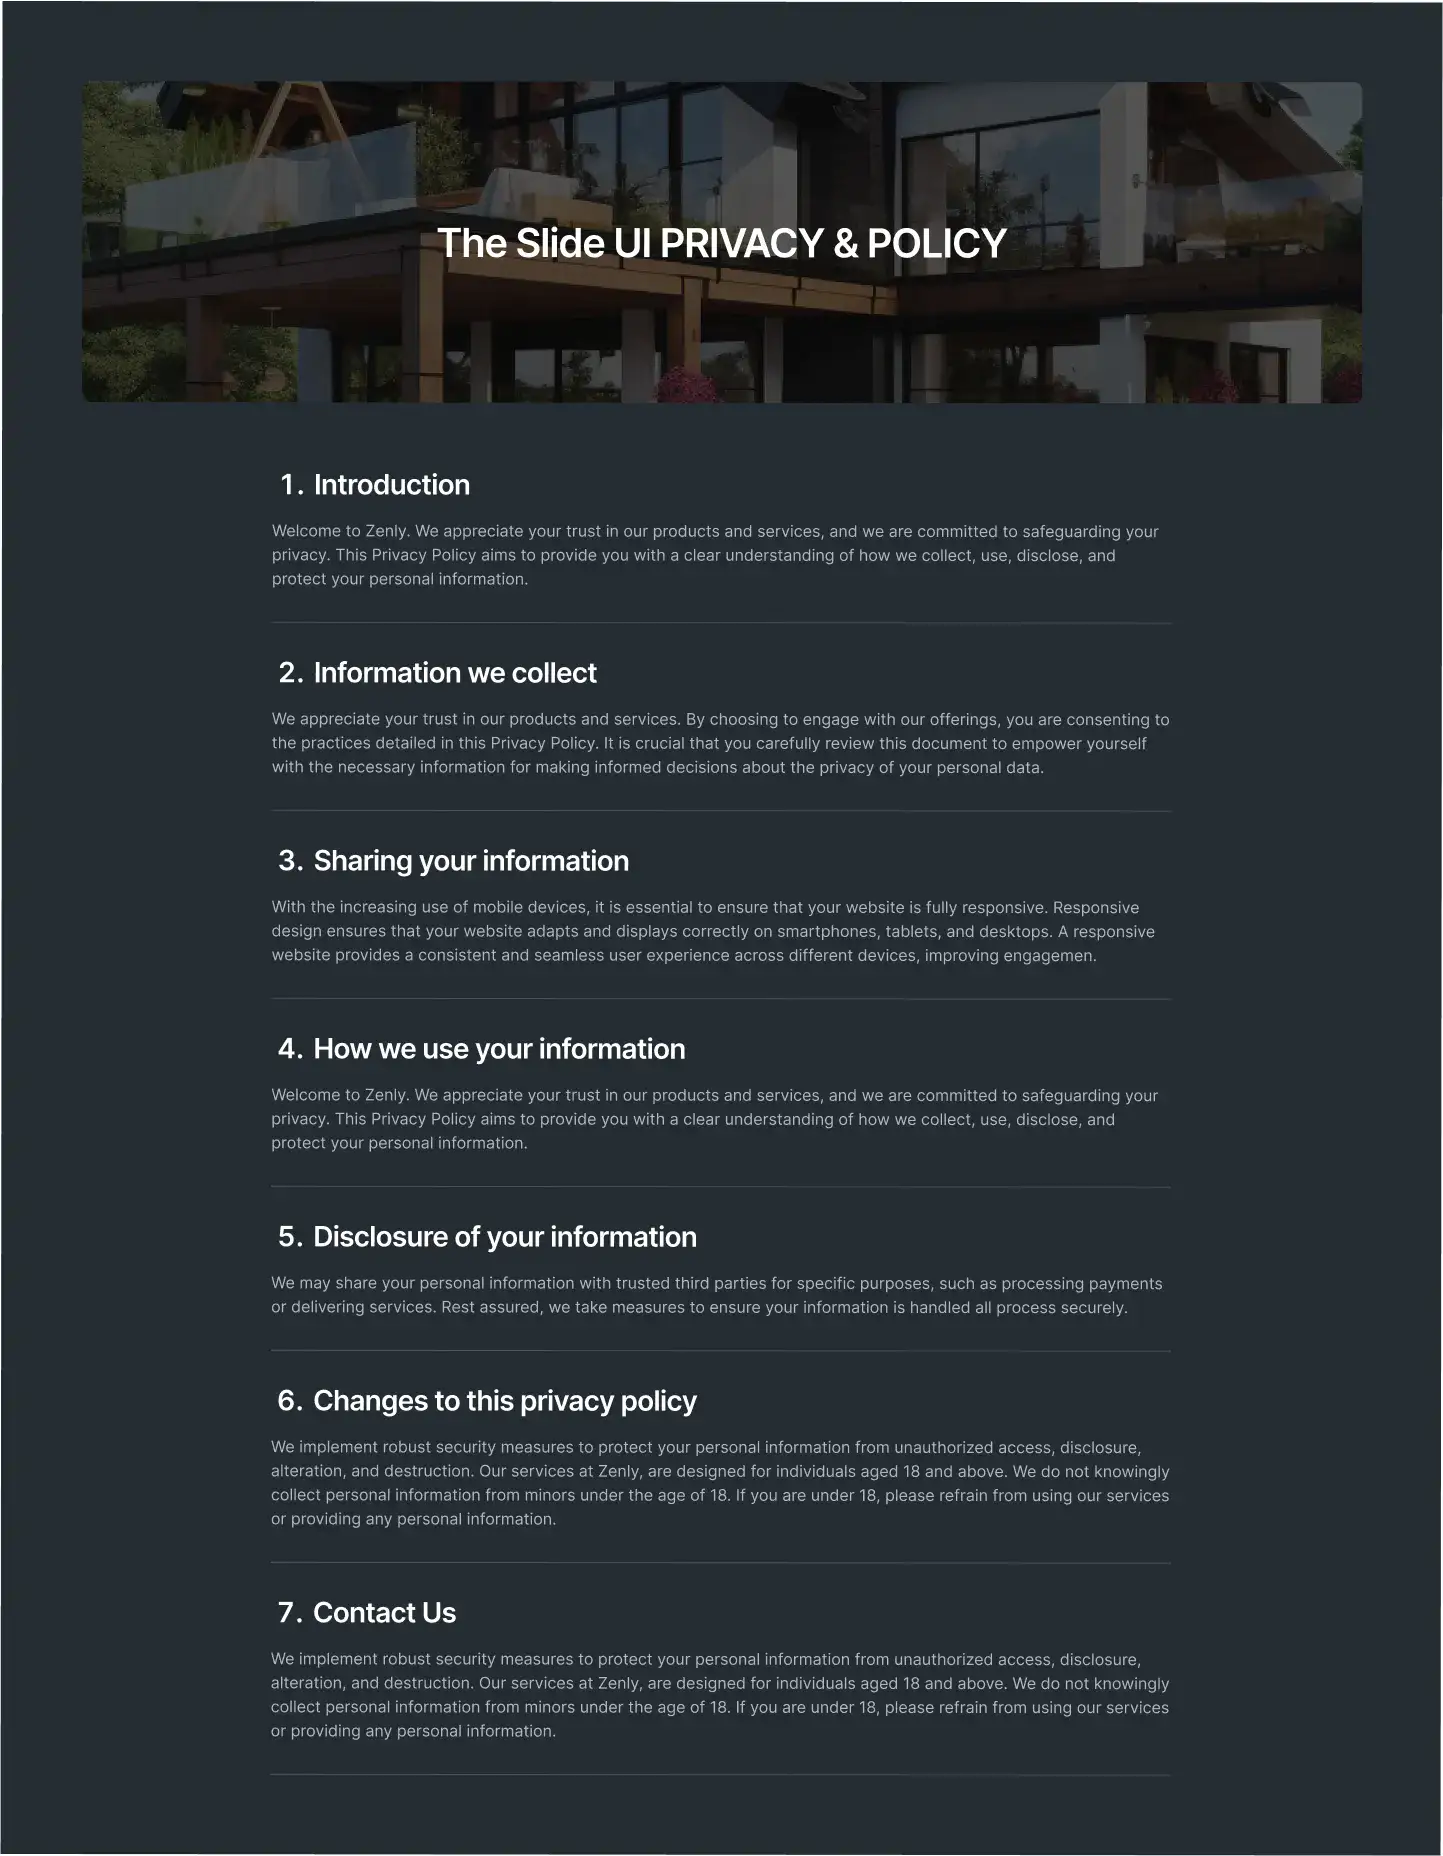 The Slide UI PRIVACY & POLICY
1. Introduction
Welcome to Zenly. We appreciate your trust in our products and services, and we are committed to safeguarding your
privacy. This Privacy Policy aims to provide you with a clear understanding of how we collect, use, disclose, and
protect your personal information.
2. Information we collect
We appreciate your trust in our products and services. By choosing to engage with our offerings, you are consenting to
the practices detailed in this Privacy Policy. It is crucial that you carefully review this document to empower yourself
with the necessary information for making informed decisions about the privacy of your personal data.
3. Sharing your information
With the increasing use of mobile devices, it is essential to ensure that your website is fully responsive. Responsive
design ensures that your website adapts and displays correctly on smartphones, tablets, and desktops. A responsive
website provides a consistent and seamless user experience across different devices, improving engagemen.
4. How we use your information
Welcome to Zenly. We appreciate your trust in our products and services, and we are committed to safeguarding your
privacy. This Privacy Policy aims to provide you with a clear understanding of how we collect, use, disclose, and
protect your personal information.
5. Disclosure of your information
We may share your personal information with trusted third parties for specific purposes, such as processing payments
or delivering services. Rest assured, we take measures to ensure your information is handled all process securely.
6. Changes to this privacy policy
We implement robust security measures to protect your personal information from unauthorized access, disclosure,
alteration, and destruction. Our services at Zenly, are designed for individuals aged 18 and above. We do not knowingly
collect personal information from minors under the age of 18. If you are under 18, please refrain from using our services
or providing any personal information.
7. Contact Us
We implement robust security measures to protect your personal information from unauthorized access, disclosure,
alteration, and destruction. Our services at Zenly, are designed for individuals aged 18 and above. We do not knowingly
collect personal information from minors under the age of 18. If you are under 18, please refrain from using our services
or providing any personal information.